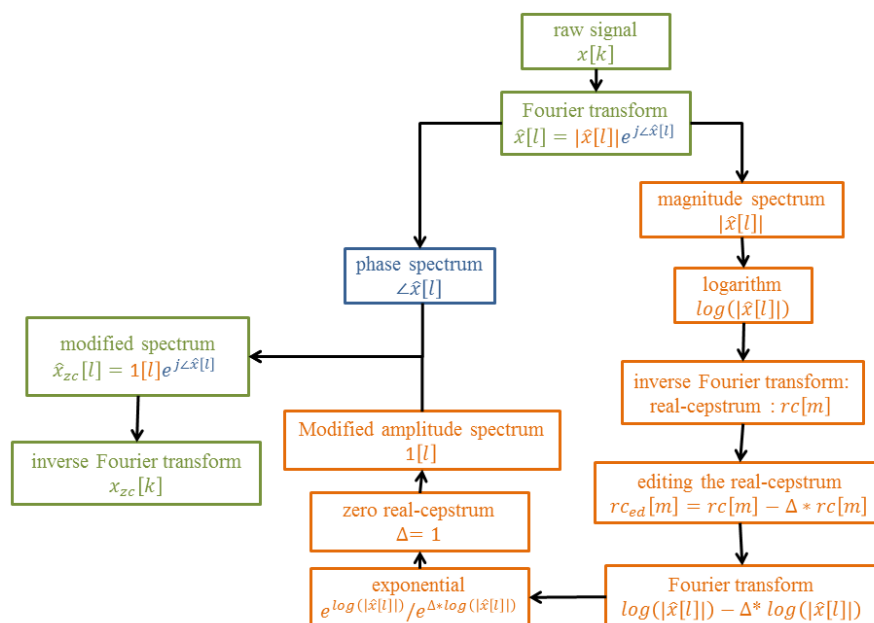 raw signal
x[k]
Fourier transform
x̂[l] = |x̂[l]|e^{j∠x̂[l]}
magnitude spectrum
|x̂[l]|
logarithm
log(|x̂[l]|)
inverse Fourier transform:
real-cepstrum : rc[m]
editing the real-cepstrum
rc_{ed}[m] = rc[m] − Δ ∗ rc[m]
Fourier transform
log(|x̂[l]|) − Δ* log(|x̂[l]|)
exponential
e^{log(|x̂[l]|)}/e^{Δ∗log(|x̂[l]|)}
zero real-cepstrum
Δ= 1
Modified amplitude spectrum
1[l]
phase spectrum
∠x̂[l]
modified spectrum
x̂_{zc}[l] = 1[l]e^{j∠x̂[l]}
inverse Fourier transform
x_{zc}[k]